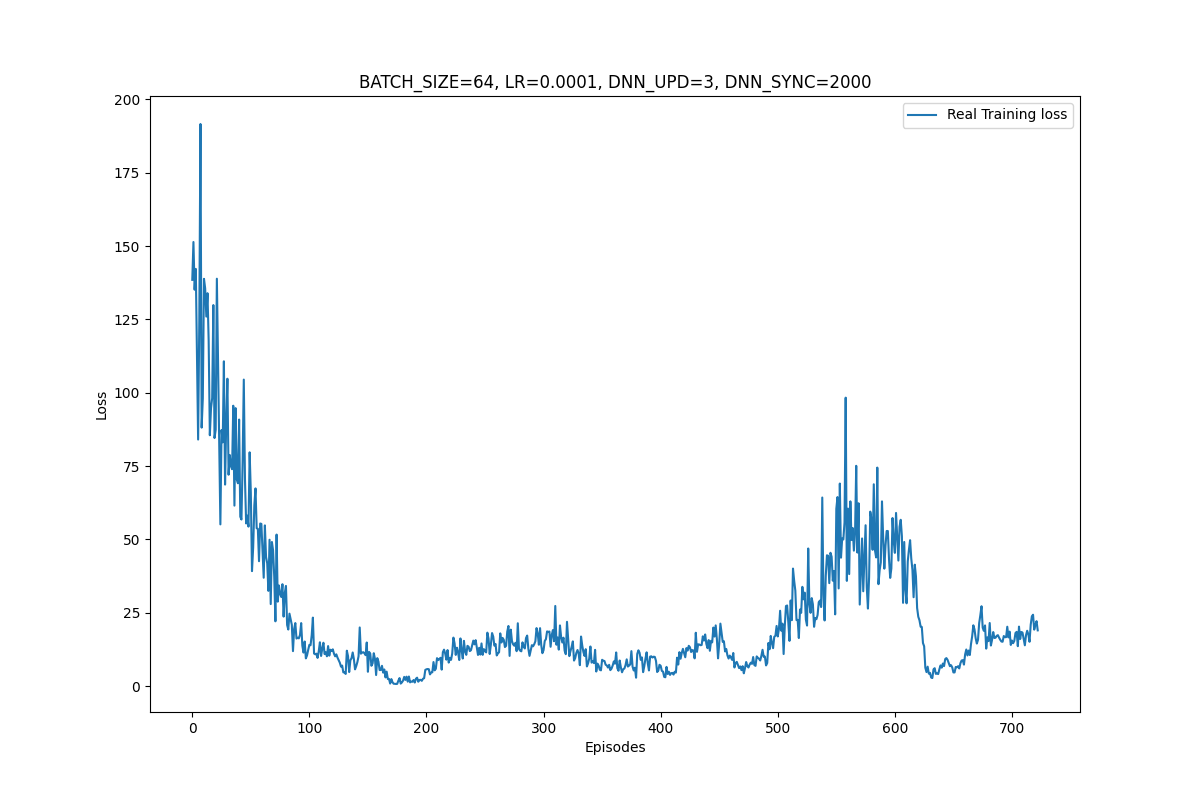 BATCH_SIZE=64, LR=0.0001, DNN_UPD=3, DNN_SYNC=2000
Real Training loss
200
175
150
125
100
75
50
25
0
Loss
0 100 200 300 400 500 600 700
Episodes